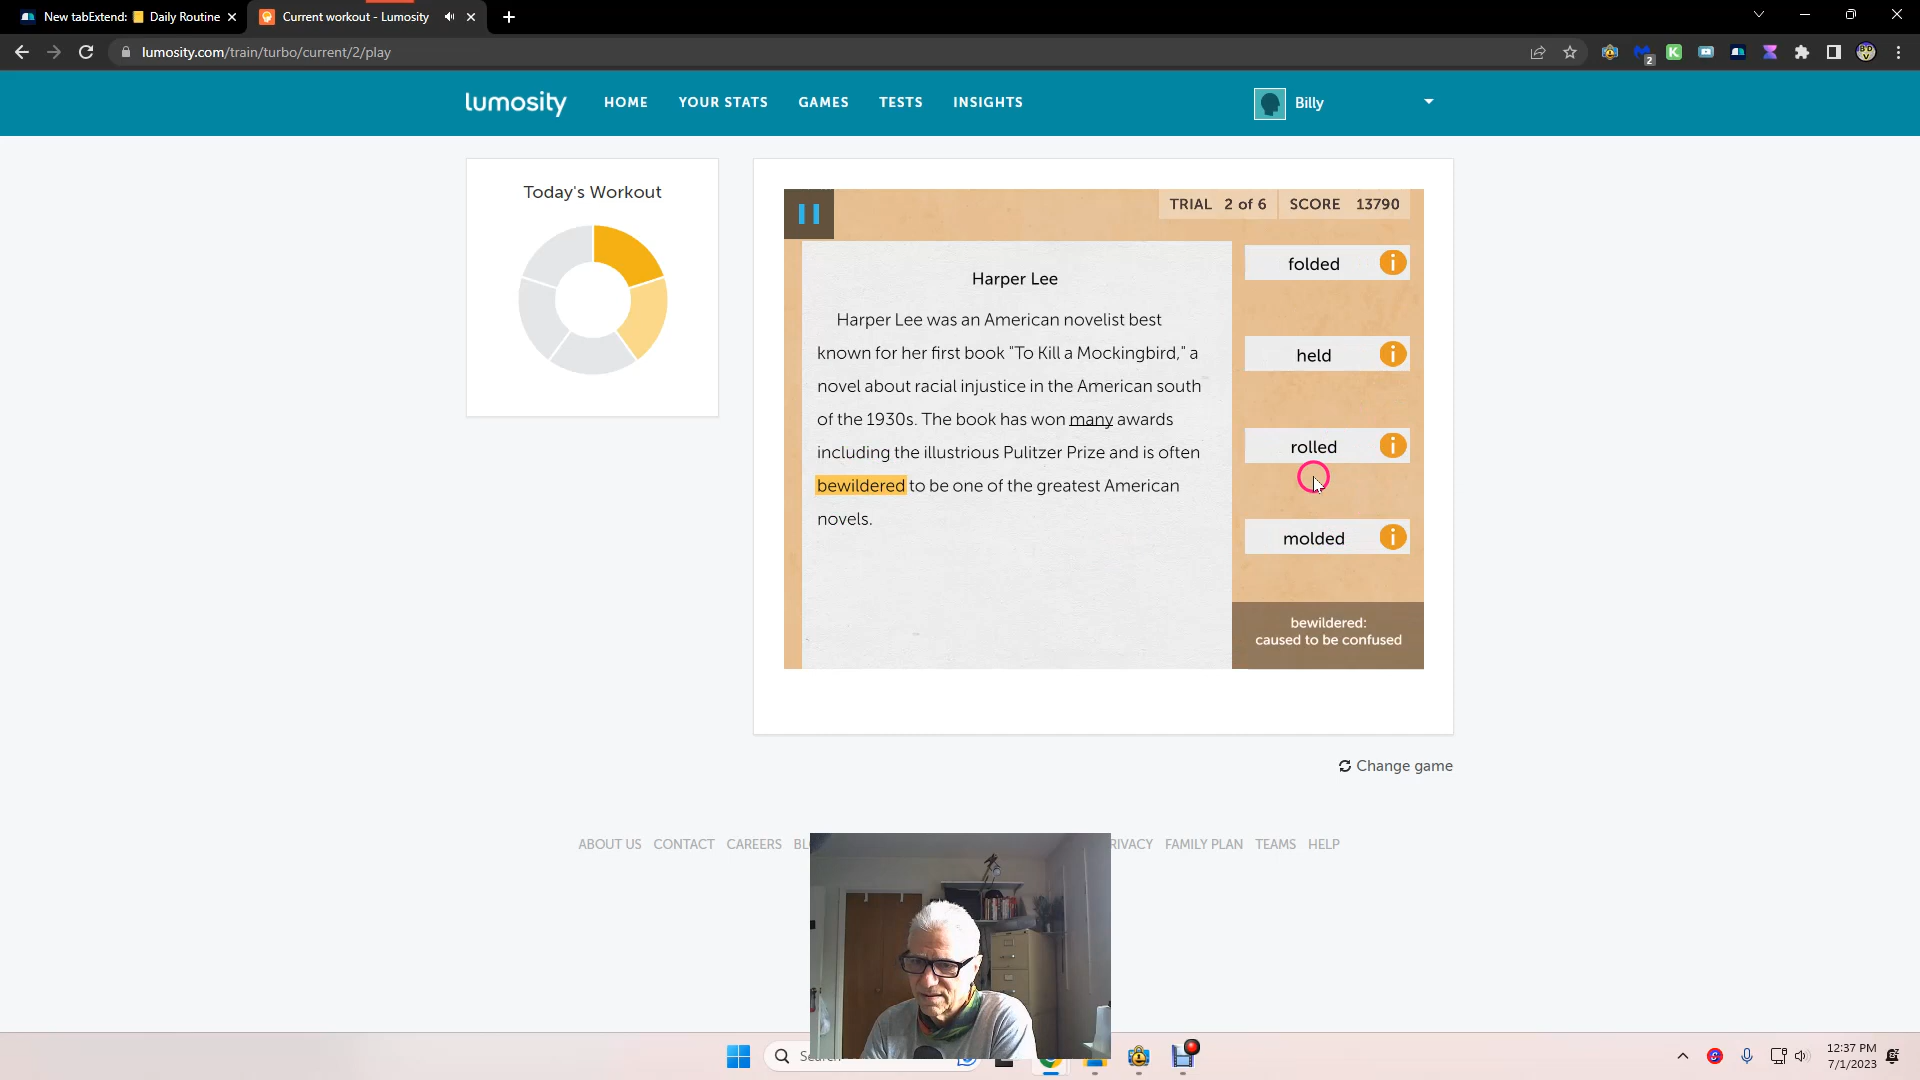 New tabExtend: Daily Routine
Current workout - Lumosity
lumosity.com/train/turbo/current/2/play
2
lumosity
HOME
YOUR STATS
GAMES
TESTS
INSIGHTS
Billy
Today's Workout
TRIAL 2 of 6
SCORE 13790
Harper Lee
Harper Lee was an American novelist best
known for her first book "To Kill a Mockingbird," a
novel about racial injustice in the American south
of the 1930s. The book has won many awards
including the illustrious Pulitzer Prize and is often
bewildered to be one of the greatest American
novels.
folded
held
rolled
molded
bewildered:
caused to be confused
Change game
ABOUT US
CONTACT
CAREERS
FAMILY PLAN
TEAMS
HELP
12:37 PM
7/1/2023